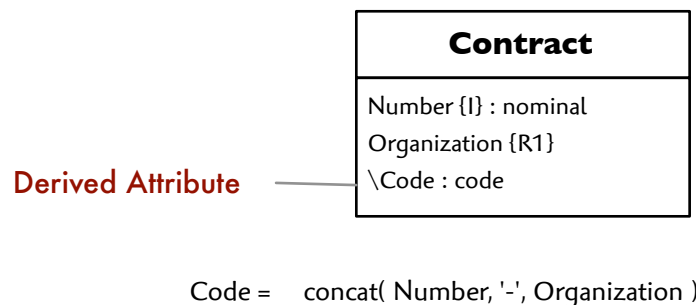 Contract
Number {I} : nominal
Organization {R1}
Derived Attribute
\Code : code
Code = concat( Number, '-', Organization )